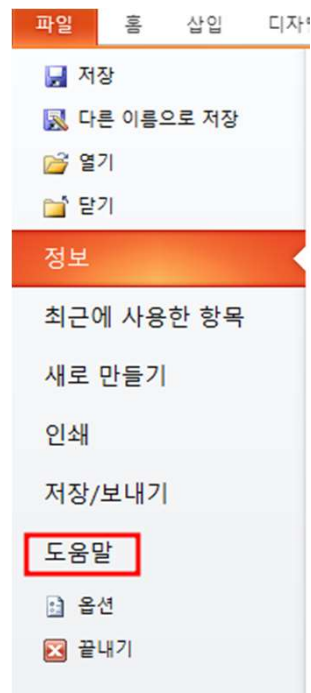 파일 홈 삽입
저장
다른 이름으로 저장
열기
닫기
정보
최근에 사용한 항목
새로 만들기
인쇄
저장/보내기
도움말
옵션
끝내기